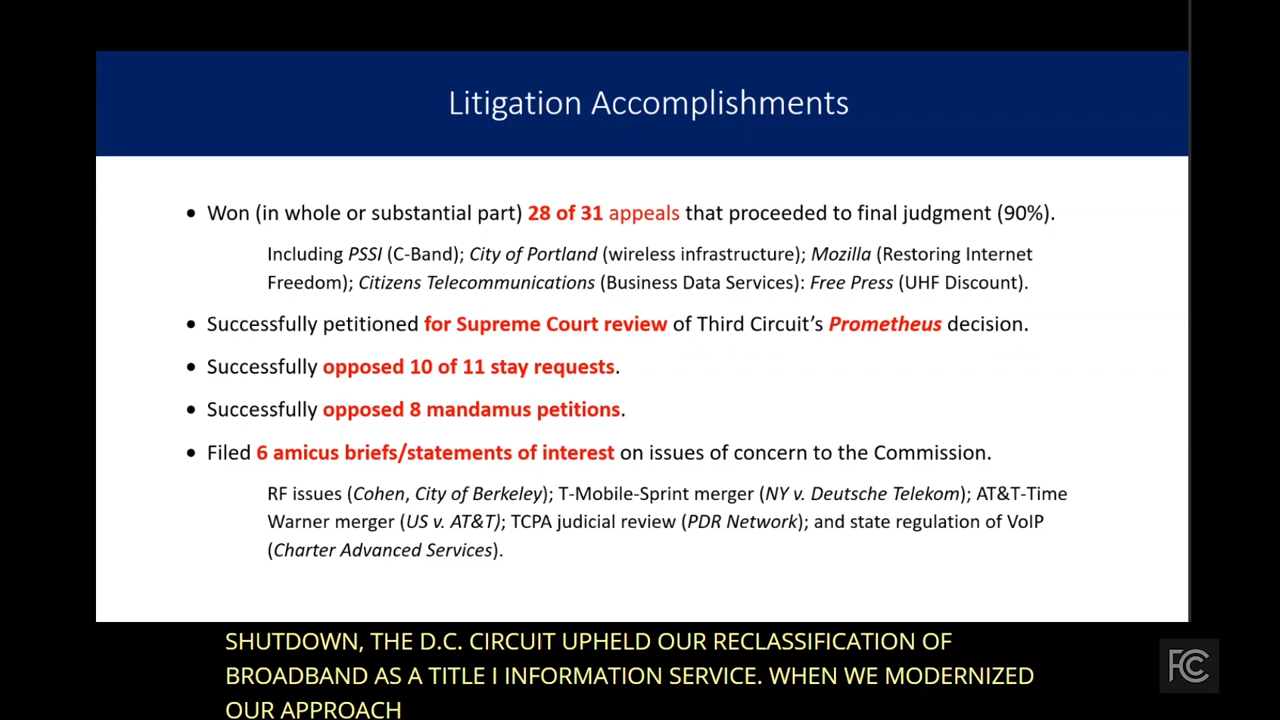 Litigation Accomplishments
• Won (in whole or substantial part) 28 of 31 appeals that proceeded to final judgment (90%).
Including PSSI (C-Band); City of Portland (wireless infrastructure); Mozilla (Restoring Internet
Freedom); Citizens Telecommunications (Business Data Services): Free Press (UHF Discount).
• Successfully petitioned for Supreme Court review of Third Circuit’s Prometheus decision.
• Successfully opposed 10 of 11 stay requests.
• Successfully opposed 8 mandamus petitions.
• Filed 6 amicus briefs/statements of interest on issues of concern to the Commission.
RF issues (Cohen, City of Berkeley); T-Mobile-Sprint merger (NY v. Deutsche Telekom); AT&T-Time
Warner merger (US v. AT&T); TCPA judicial review (PDR Network); and state regulation of VoIP
(Charter Advanced Services).
SHUTDOWN, THE D.C. CIRCUIT UPHELD OUR RECLASSIFICATION OF
BROADBAND AS A TITLE I INFORMATION SERVICE. WHEN WE MODERNIZED
OUR APPROACH
FCC